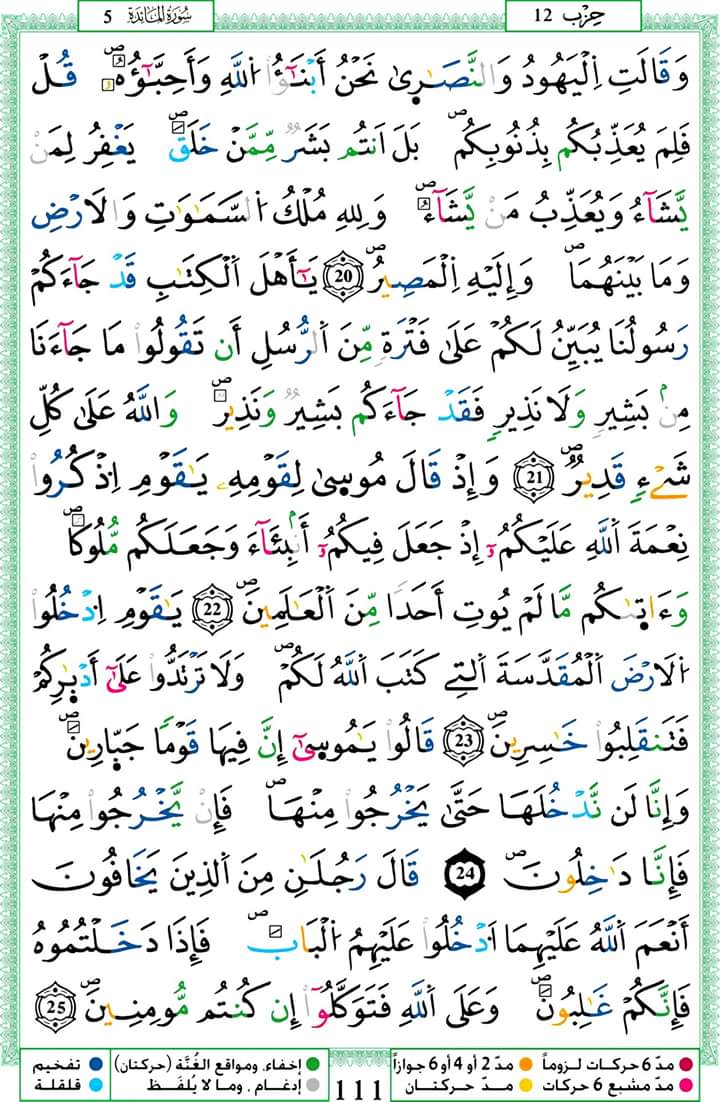 سُورَةُ المَائِدَة 5
حِزْب 12
وَقَالَتِ اِ۬لْيَهُودُ وَالنَّصَٰر۪يٰ نَحْنُ أَبْنَٰٓؤُاْ اُ۬للَّهِ وَأَحِبَّٰٓؤُهُۥۖ قُلْ
فَلِمَ يُعَذِّبُكُم بِذُنُوبِكُمۖ بَلَ اَنتُم بَشَرٞ مِّمَّنْ خَلَقَۖ يَغْفِرُ لِمَنْ
يَّشَآءُ وَيُعَذِّبُ مَنْ يَّشَآءُۖ وَلِلهِ مُلْكُ اُ۬لسَّمَٰوَٰتِ وَالَارْضِ
وَمَا بَيْنَهُمَاۖ وَإِلَيْهِ اِ۬لْمَصِيرُۖ 20 يَٰٓأَهْلَ اَ۬لْكِتَٰبِ قَدْ جَآءَكُمْ
رَسُولُنَا يُبَيِّنُ لَكُمْ عَلَىٰ فَتْرَةٖ مِّنَ اَ۬لرُّسُلِ أَن تَقُولُواْ مَا جَآءَنَا
مِنۢ بَشِيرٖ وَلَا نَذِيرٖ فَقَدْ جَآءَكُم بَشِيرٞ وَنَذِيرٞۖ وَاللَّهُ عَلَىٰ كُلِّ
شَےْءٖ قَدِيرٞۖ 21 وَإِذْ قَالَ مُوس۪يٰ لِقَوْمِهِۦ يَٰقَوْمِ اِ۟ذْكُرُواْ
نِعْمَةَ اَ۬للَّهِ عَلَيْكُمُۥٓ إِذْ جَعَلَ فِيكُمُۥٓ أَنۢبِئَآءَ وَجَعَلَكُم مُّلُوكاٗۖ
وَءَات۪يٰكُم مَّا لَمْ يُوتِ أَحَداٗ مِّنَ اَ۬لْعَٰلَمِينَۖ 22 يَٰقَوْمِ اِ۟دْخُلُواْ
اُ۬لَارْضَ اَ۬لْمُقَدَّسَةَ اَ۬لتِے كَتَبَ اَ۬للَّهُ لَكُمْۖ وَلَا تَرْتَدُّواْ عَلَىٰٓ أَدْبٰ۪رِكُمْ
فَتَنقَلِبُواْ خَٰسِرِينَۖ 23 قَالُواْ يَٰمُوس۪يٰٓ إِنَّ فِيهَا قَوْماٗ جَبّ۪ارِينَۖ
وَإِنَّا لَن نَّدْخُلَهَا حَتَّىٰ يَخْرُجُواْ مِنْهَاۖ فَإِنْ يَّخْرُجُواْ مِنْهَا
فَإِنَّا دَٰخِلُونَۖ 24 قَالَ رَجُلَٰنِ مِنَ اَ۬لذِينَ يَخَافُونَ
أَنْعَمَ اَ۬للَّهُ عَلَيْهِمَا اَ۟دْخُلُواْ عَلَيْهِمُ اُ۬لْبَابَۖ فَإِذَا دَخَلْتُمُوهُ
فَإِنَّكُمْ غَٰلِبُونَۖ وَعَلَى اَ۬للَّهِ فَتَوَكَّلُوٓاْ إِن كُنتُم مُّومِنِينَۖ 25
مدّ 6 حركات لزوماً مدّ 2 أو 4 أو 6 جوازاً إخفاء، ومواقع الغُنَّة (حركتان) تفخيم
مدّ مشبع 6 حركات مدّ حركتان إدغام، وما لا يُلفَظ قلقلة
111